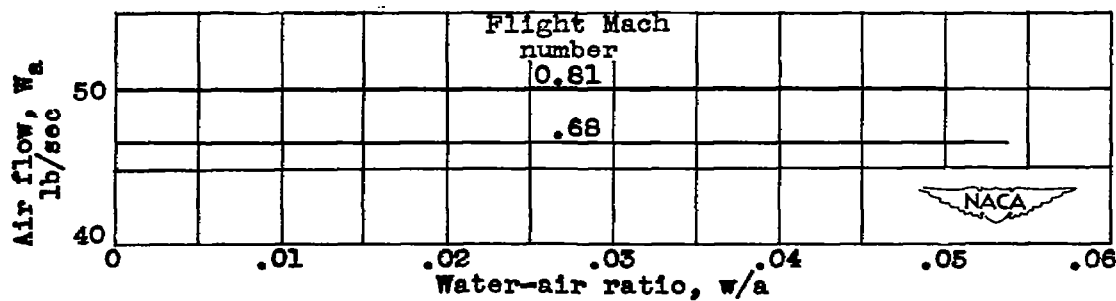 Flight Mach
number
0.81
.68
Air flow, Wa
lb/sec
50
40
NACA
0 .01 .02 .03 .04 .05 .06
Water-air ratio, w/a